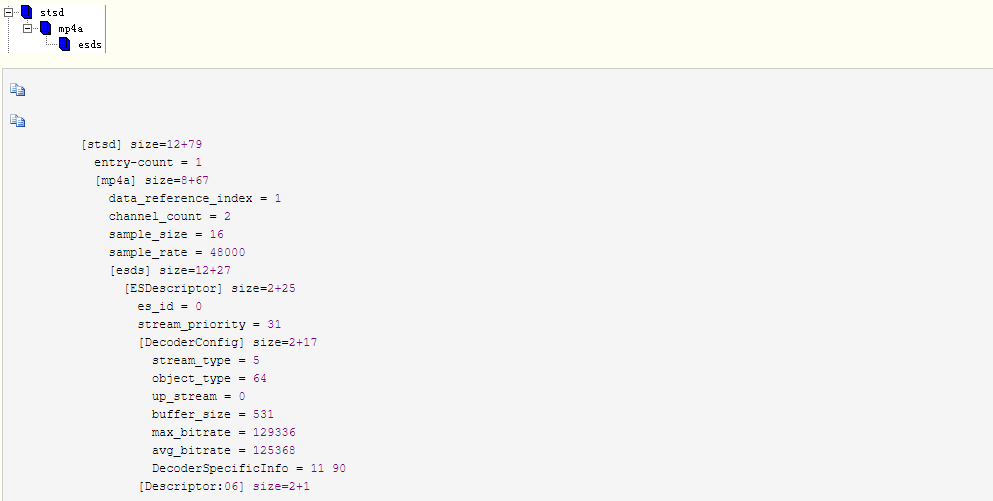 stsd
mp4a
esds
[stsd] size=12+79
entry-count = 1
[mp4a] size=8+67
data_reference_index = 1
channel_count = 2
sample_size = 16
sample_rate = 48000
[esds] size=12+27
[ESDescriptor] size=2+25
es_id = 0
stream_priority = 31
[DecoderConfig] size=2+17
stream_type = 5
object_type = 64
up_stream = 0
buffer_size = 531
max_bitrate = 129336
avg_bitrate = 125368
DecoderSpecificInfo = 11 90
[Descriptor:06] size=2+1